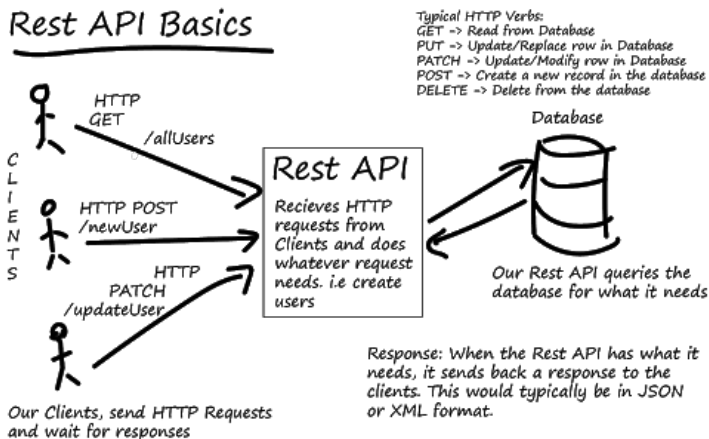 Rest API Basics
Typical HTTP Verbs:
GET -> Read from Database
PUT -> Update/Replace row in Database
PATCH -> Update/Modify row in Database
POST -> Create a new record in the database
DELETE -> Delete from the database
CLIENTS
HTTP
GET
/allUsers
HTTP POST
/newUser
HTTP
PATCH
/updateUser
Our Clients, send HTTP Requests
and wait for responses
Rest API
Recieves HTTP
requests from
Clients and does
whatever request
needs. i.e create
users
Database
Our Rest API queries the
database for what it needs
Response: When the Rest API has what it
needs, it sends back a response to the
clients. This would typically be in JSON
or XML format.